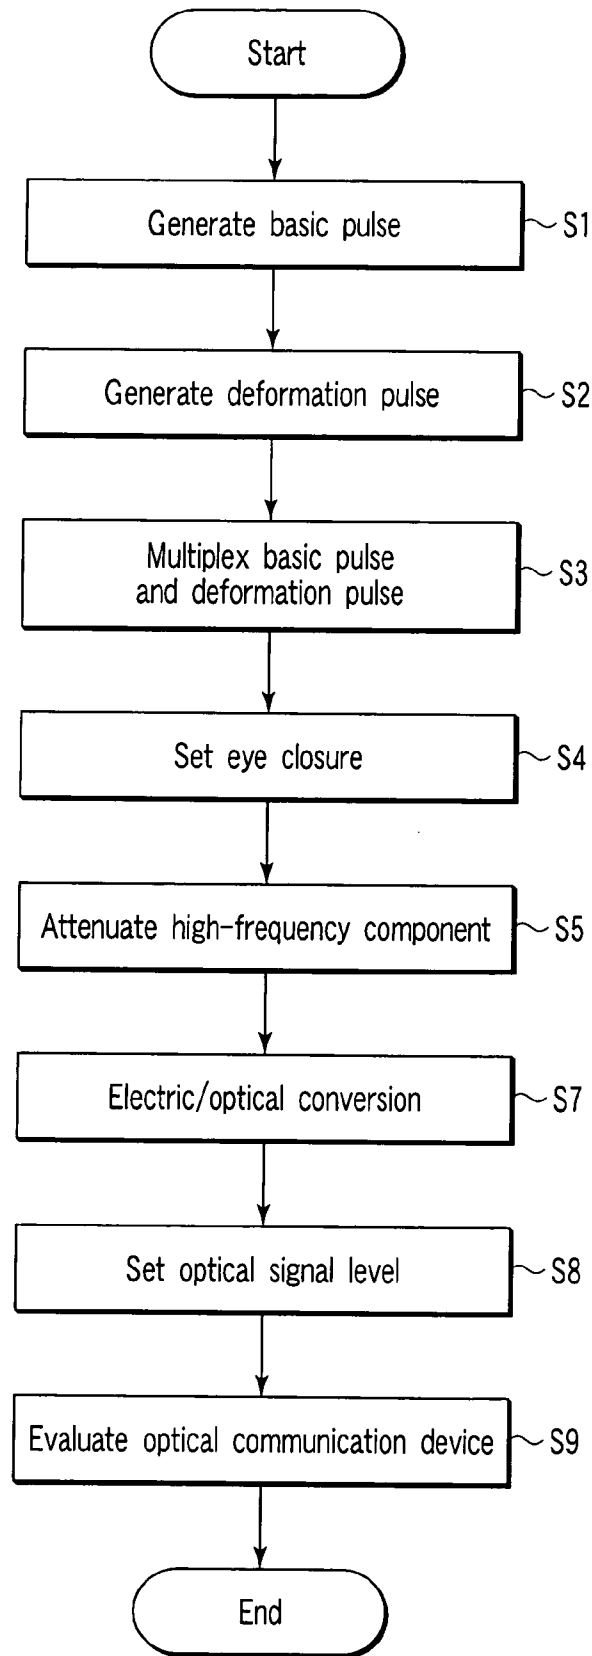 Start
Generate basic pulse
S1
Generate deformation pulse
S2
Multiplex basic pulse
and deformation pulse
S3
Set eye closure
S4
Attenuate high-frequency component
S5
Electric/optical conversion
S7
Set optical signal level
S8
Evaluate optical communication device
S9
End